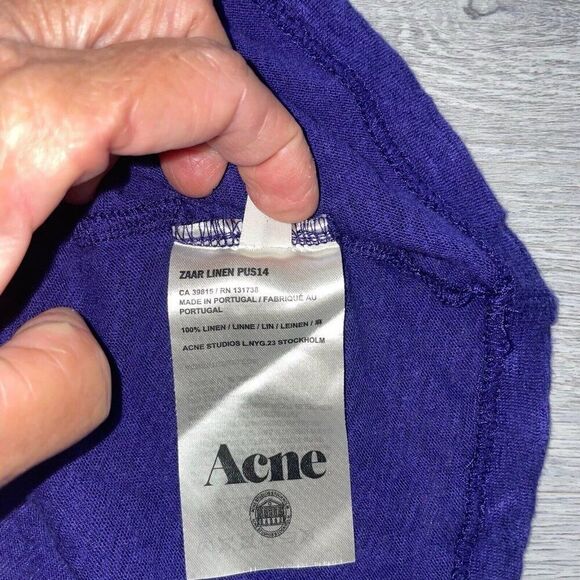 ZAAR LINEN PUS14
CA 39815 / RN 131738
MADE IN PORTUGAL / FABRIQUÉ AU
PORTUGAL
100% LINEN / LINNE / LIN / LEINEN / 麻
ACNE STUDIOS L.NYG.23 STOCKHOLM
Acne